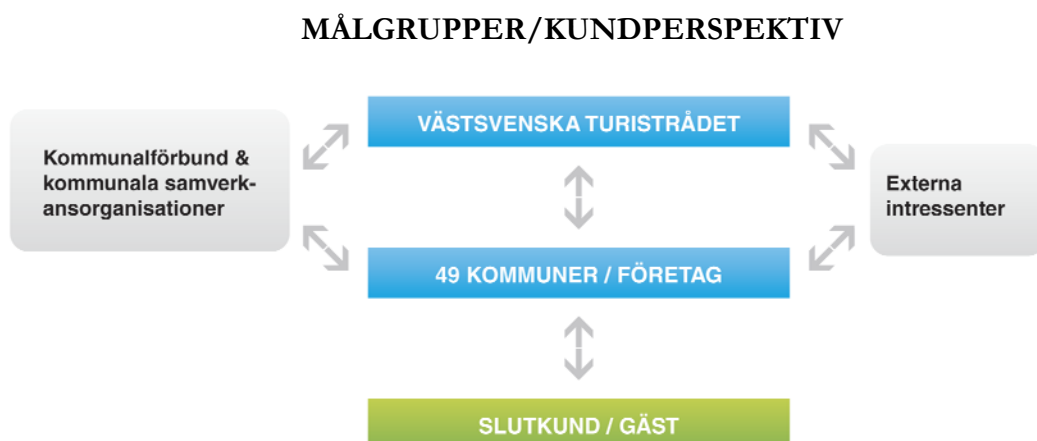 MÅLGRUPPER/KUNDPERSPEKTIV
VÄSTSVENSKA TURISTRÅDET
Kommunalförbund &
kommunala samverk-
ansorganisationer
Externa
intressenter
49 KOMMUNER / FÖRETAG
SLUTKUND / GÄST